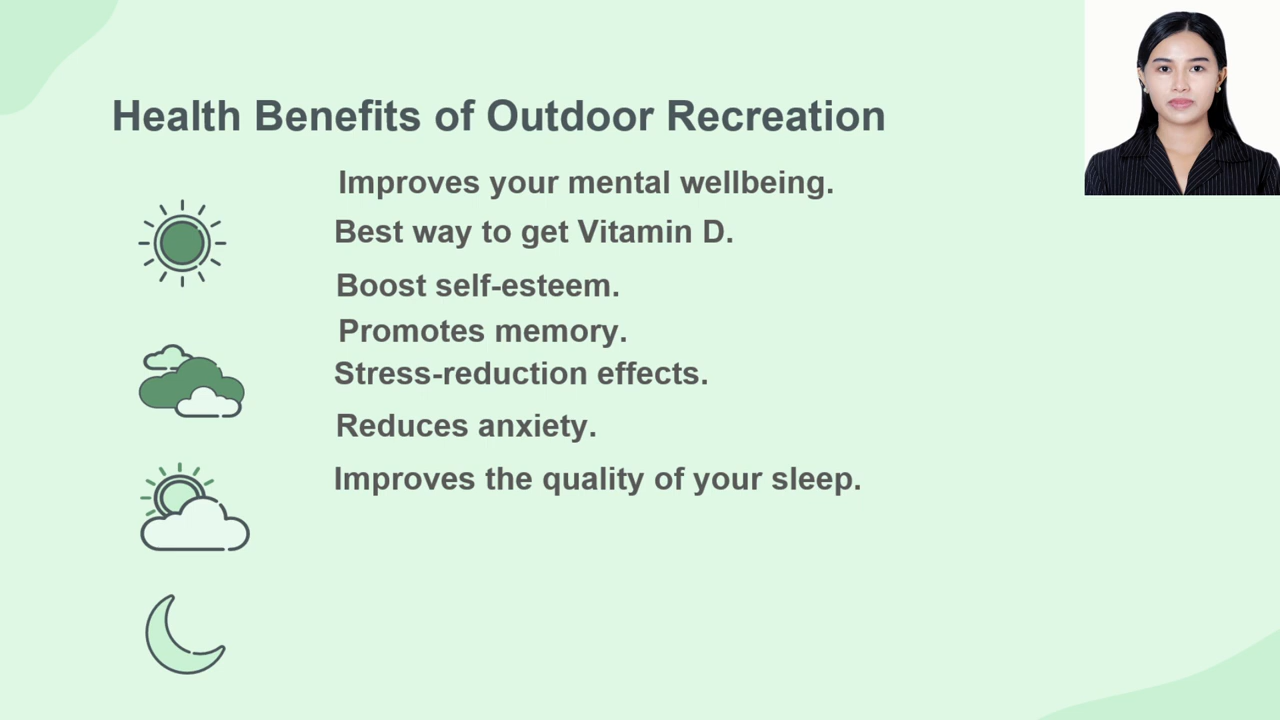 Health Benefits of Outdoor Recreation
Improves your mental wellbeing.
Best way to get Vitamin D.
Boost self-esteem.
Promotes memory.
Stress-reduction effects.
Reduces anxiety.
Improves the quality of your sleep.